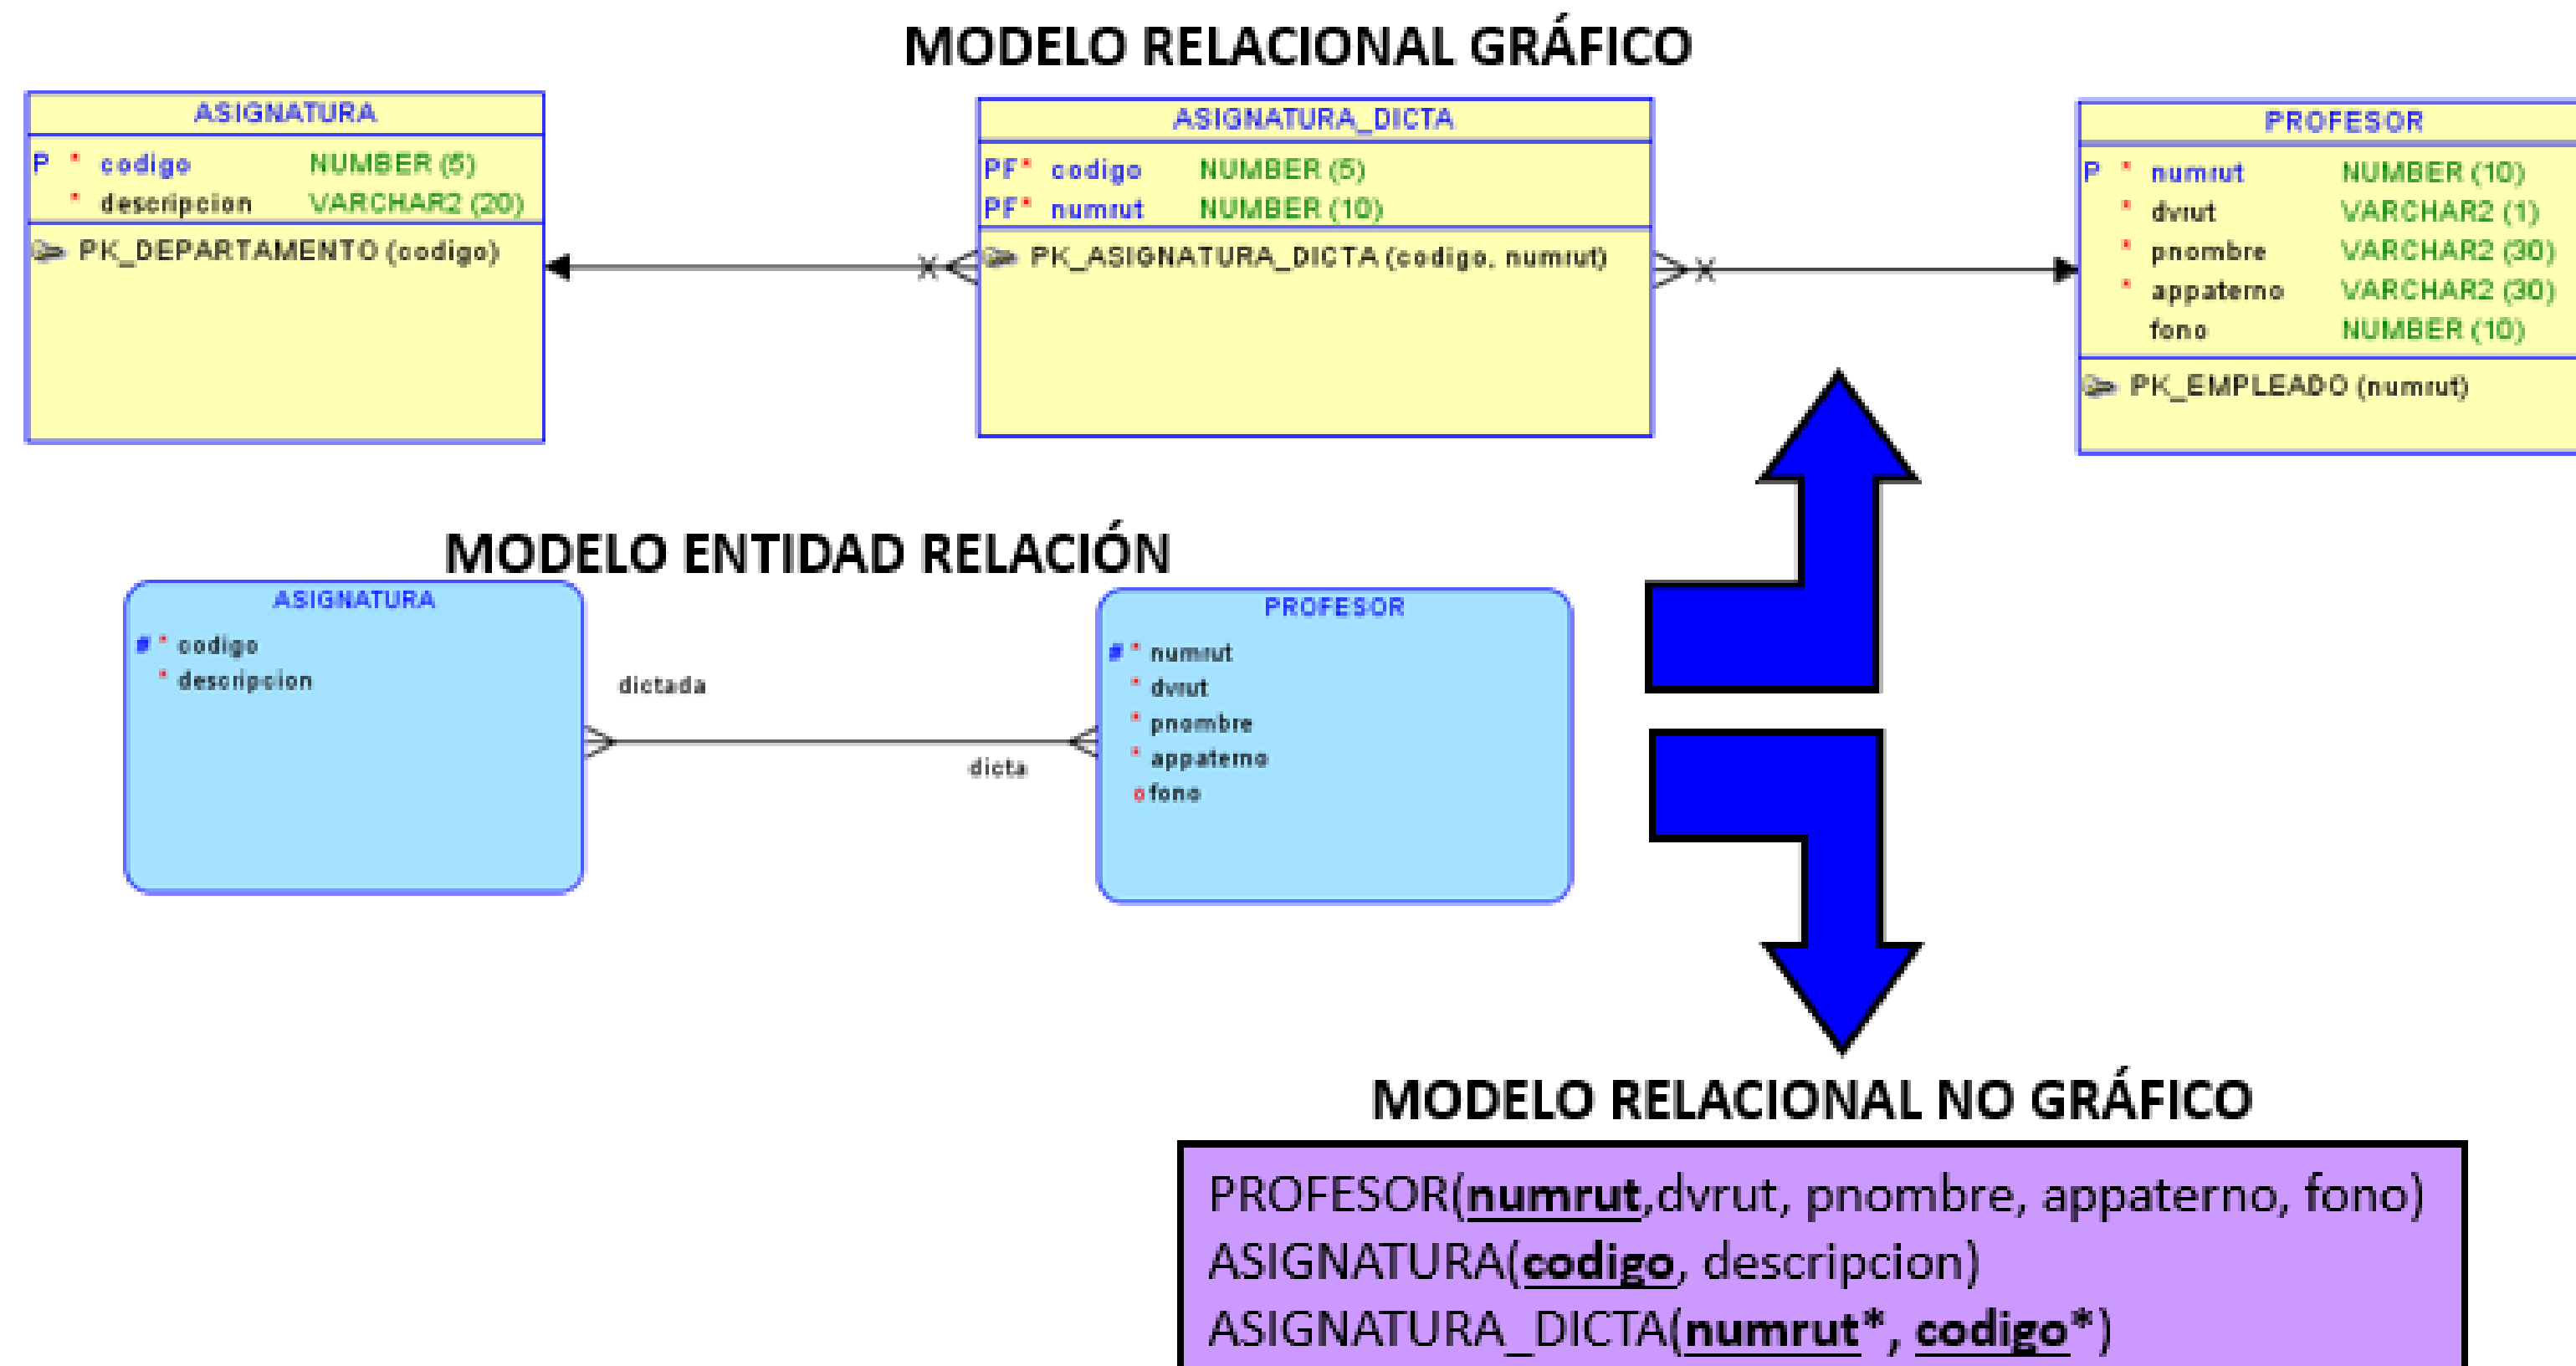 MODELO RELACIONAL GRÁFICO
ASIGNATURA
P * codigo NUMBER (5)
* descripcion VARCHAR2 (20)
PK_DEPARTAMENTO (codigo)
ASIGNATURA_DICTA
PF* codigo NUMBER (5)
PF* numrut NUMBER (10)
PK_ASIGNATURA_DICTA (codigo, numrut)
PROFESOR
P * numrut NUMBER (10)
* dvrut VARCHAR2 (1)
* pnombre VARCHAR2 (30)
* appaterno VARCHAR2 (30)
fono NUMBER (10)
PK_EMPLEADO (numrut)
MODELO ENTIDAD RELACIÓN
ASIGNATURA
# * codigo
* descripcion
dictada
dicta
PROFESOR
# * numrut
* dvrut
* pnombre
* appaterno
o fono
MODELO RELACIONAL NO GRÁFICO
PROFESOR(numrut,dvrut, pnombre, appaterno, fono)
ASIGNATURA(codigo, descripcion)
ASIGNATURA_DICTA(numrut*, codigo*)